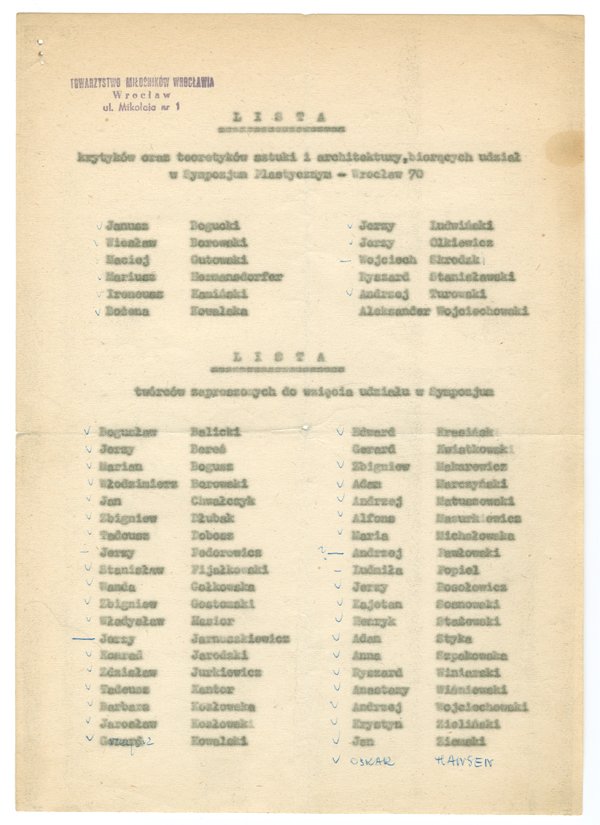 TOWARZYSTWO MIŁOŚNIKÓW WROCŁAWIA
Wrocław
ul. Mikołaja nr 1
L I S T A
krytyków oraz teoretyków sztuki i architektury, biorących udział
w Sympozjum Plastycznym - Wrocław 70
Janusz Bogucki
Wiesław Borowski
Maciej Gutowski
Mariusz Hermansdorfer
Ireneusz Kamiński
Bożena Kowalska
Jerzy Ludwiński
Jerzy Olkiewicz
Wojciech Skrodzki
Ryszard Stanisławski
Andrzej Turowski
Aleksander Wojciechowski
L I S T A
twórców zaproszonych do wzięcia udziału w Sympozjum
Bogusław Balicki
Jerzy Bereś
Marian Bogusz
Włodzimierz Borowski
Jan Chwałczyk
Zbigniew Dłubak
Tadeusz Dobosz
Jerzy Fedorowicz
Stanisław Fijałkowski
Wanda Gołkowska
Zbigniew Gostomski
Władysław Hasior
Jerzy Jarnuszkiewicz
Konrad Jarodzki
Zdzisław Jurkiewicz
Tadeusz Kantor
Barbara Kozłowska
Jarosław Kozłowski
Kowalski
Edward Krasiński
Gerard Kwiatkowski
Zbigniew Makarewicz
Adam Marczyński
Andrzej Matuszewski
Alfons Mazurkiewicz
Maria Michałowska
? Andrzej Pawłowski
Ludmiła Popiel
Jerzy Rosołowicz
Kajetan Sosnowski
Henryk Stażewski
Adam Styka
Anna Szpakowska
Ryszard Winiarski
Anastazy Wiśniewski
Andrzej Wojciechowski
Krystyn Zieliński
Jan Ziemski
OSKAR HANSEN